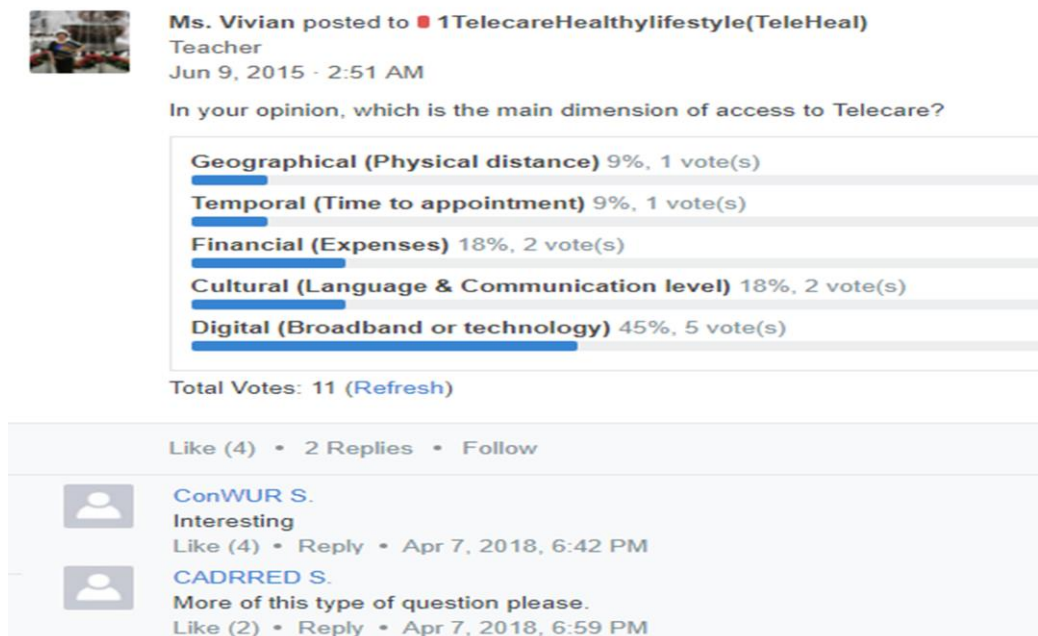 Ms. Vivian posted to 1TelecareHealthylifestyle(TeleHeal)
Teacher
Jun 9, 2015 · 2:51 AM
In your opinion, which is the main dimension of access to Telecare?
Geographical (Physical distance) 9%, 1 vote(s)
Temporal (Time to appointment) 9%, 1 vote(s)
Financial (Expenses) 18%, 2 vote(s)
Cultural (Language & Communication level) 18%, 2 vote(s)
Digital (Broadband or technology) 45%, 5 vote(s)
Total Votes: 11 (Refresh)
Like (4) • 2 Replies • Follow
ConWUR S.
Interesting
Like (4) • Reply • Apr 7, 2018, 6:42 PM
CADRRED S.
More of this type of question please.
Like (2) • Reply • Apr 7, 2018, 6:59 PM